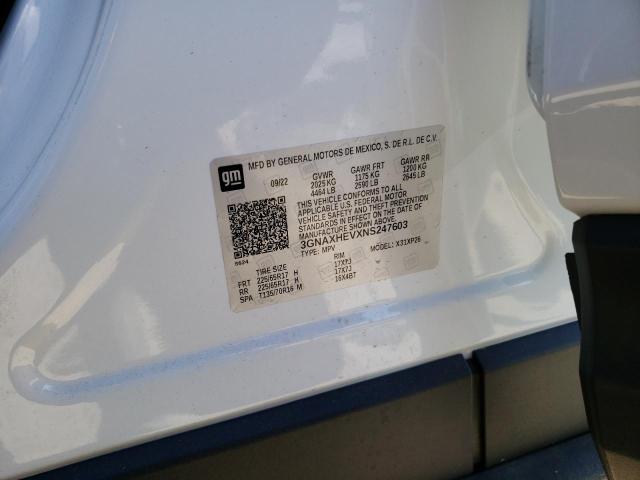 gm
MFD BY GENERAL MOTORS DE MEXICO, S. DE R.L. DE C.V.
09/22 GVWR GAWR FRT GAWR RR
2025 KG 1175 KG 1200 KG
4464 LB 2590 LB 2645 LB
THIS VEHICLE CONFORMS TO ALL
APPLICABLE U.S. FEDERAL MOTOR
VEHICLE SAFETY AND THEFT
PREVENTION STANDARDS IN EFFECT ON
THE DATE OF MANUFACTURE SHOWN ABOVE
3GNAXHEVXNS247603
TYPE: MPV MODEL: X31XP26
TIRE SIZE RIM
FRT 225/65R17 H 17X7J
RR 225/65R17 H 17X7J
SPA T135/70R16 M 16X4BT